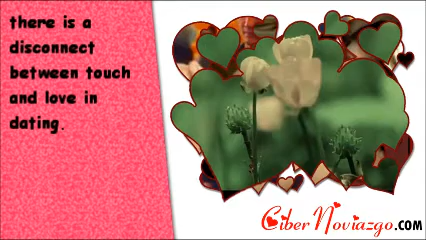 there is a
disconnect
between touch
and love in
dating.
CiberNoviazgo.COM